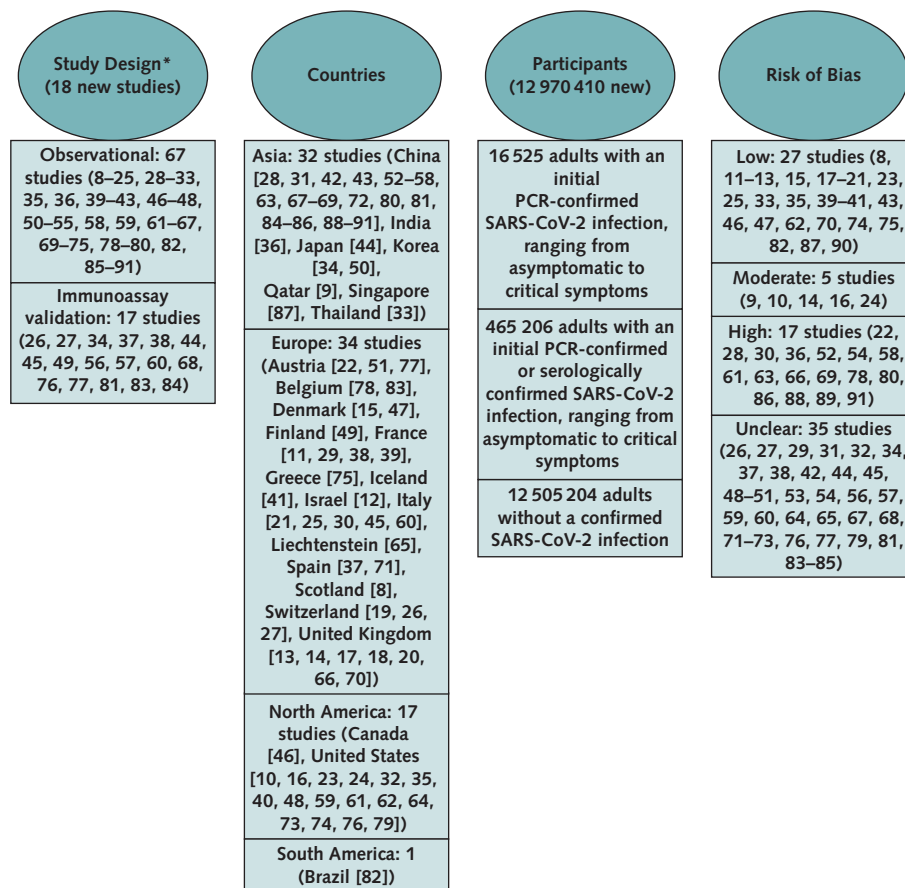 Study Design*
(18 new studies)
Observational: 67
studies (8–25, 28–33,
35, 36, 39–43, 46–48,
50–55, 58, 59, 61–67,
69–75, 78–80, 82,
85–91)
Immunoassay
validation: 17 studies
(26, 27, 34, 37, 38, 44,
45, 49, 56, 57, 60, 68,
76, 77, 81, 83, 84)
Countries
Asia: 32 studies (China
[28, 31, 42, 43, 52–58,
63, 67–69, 72, 80, 81,
84–86, 88–91], India
[36], Japan [44], Korea
[34, 50],
Qatar [9], Singapore
[87], Thailand [33])
Europe: 34 studies
(Austria [22, 51, 77],
Belgium [78, 83],
Denmark [15, 47],
Finland [49], France
[11, 29, 38, 39],
Greece [75], Iceland
[41], Israel [12], Italy
[21, 25, 30, 45, 60],
Liechtenstein [65],
Spain [37, 71],
Scotland [8],
Switzerland [19, 26,
27], United Kingdom
[13, 14, 17, 18, 20,
66, 70])
North America: 17
studies (Canada
[46], United States
[10, 16, 23, 24, 32, 35,
40, 48, 59, 61, 62, 64,
73, 74, 76, 79])
South America: 1
(Brazil [82])
Participants
(12 970 410 new)
16 525 adults with an
initial
PCR-confirmed
SARS-CoV-2 infection,
ranging from
asymptomatic to
critical symptoms
465 206 adults with an
initial PCR-confirmed
or serologically
confirmed SARS-CoV-2
infection, ranging from
asymptomatic to critical
symptoms
12 505 204 adults
without a confirmed
SARS-CoV-2 infection
Risk of Bias
Low: 27 studies (8,
11–13, 15, 17–21, 23,
25, 33, 35, 39–41, 43,
46, 47, 62, 70, 74, 75,
82, 87, 90)
Moderate: 5 studies
(9, 10, 14, 16, 24)
High: 17 studies (22,
28, 30, 36, 52, 54, 58,
61, 63, 66, 69, 78, 80,
86, 88, 89, 91)
Unclear: 35 studies
(26, 27, 29, 31, 32, 34,
37, 38, 42, 44, 45,
48–51, 53, 54, 56, 57,
59, 60, 64, 65, 67, 68,
71–73, 76, 77, 79, 81,
83–85)